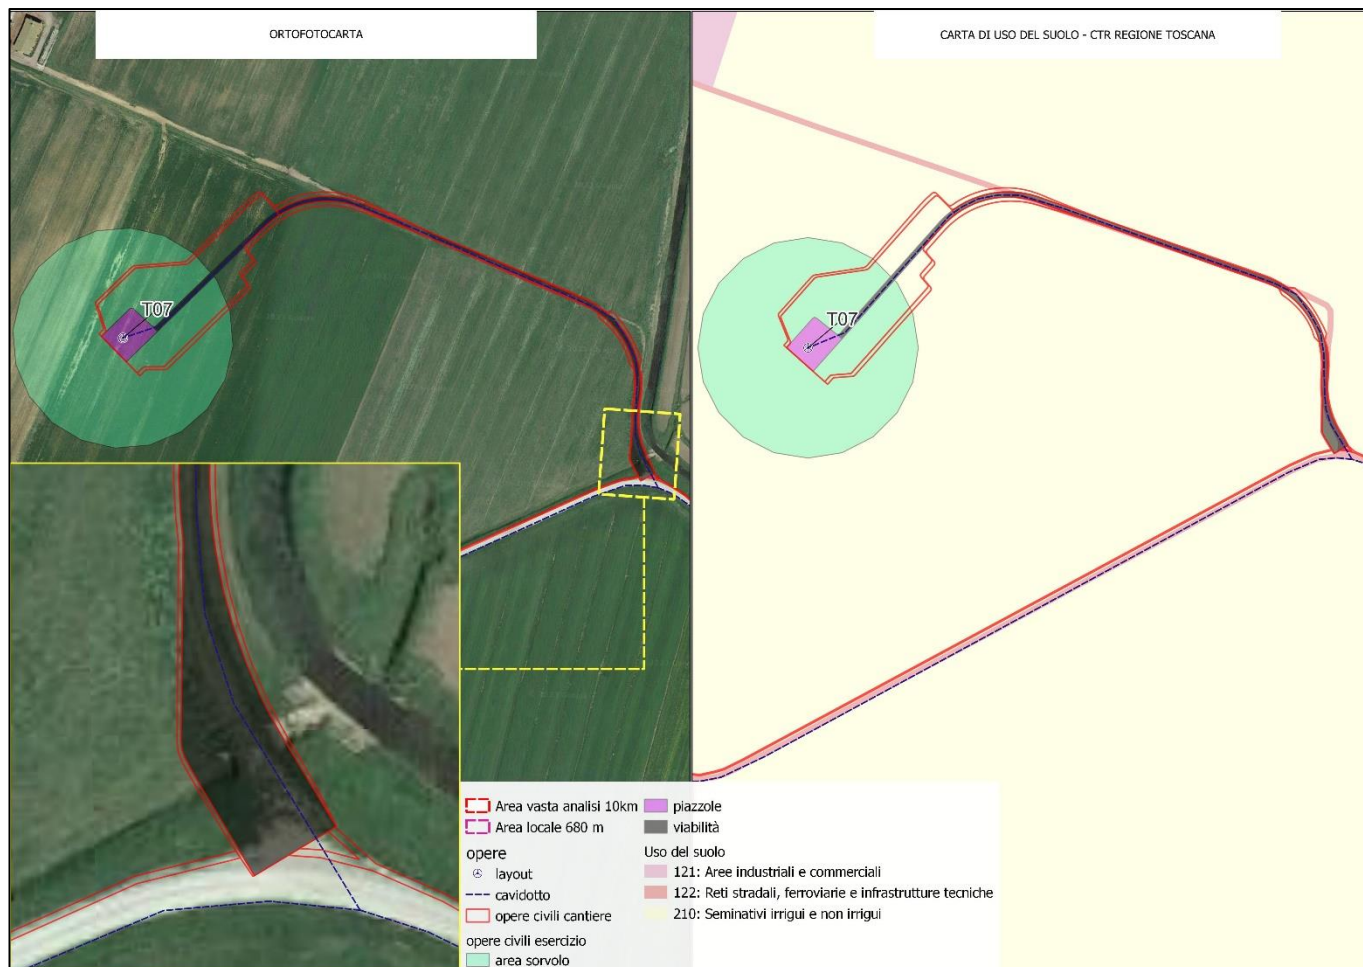 ORTOFOTOCARTA
CARTA DI USO DEL SUOLO - CTR REGIONE TOSCANA
T07
T07
Area vasta analisi 10km
Area locale 680 m
opere
layout
cavidotto
opere civili cantiere
opere civili esercizio
area sorvolo
piazzole
viabilità
Uso del suolo
121: Aree industriali e commerciali
122: Reti stradali, ferroviarie e infrastrutture tecniche
210: Seminativi irrigui e non irrigui